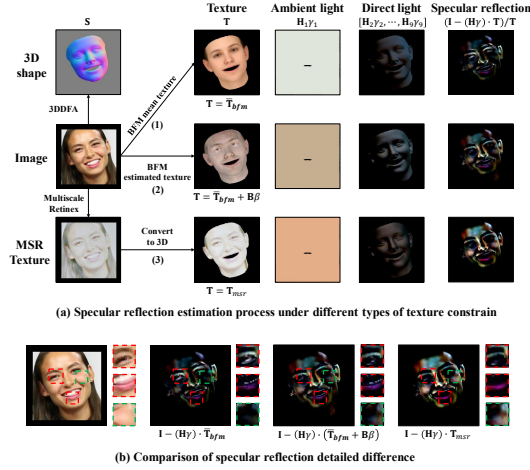 Texture Ambient light Direct light Specular reflection
S T H₁γ₁ [H₂γ₂, ⋯, H₉γ₉] (I − (Hγ) · T)/T
3D
shape
3DDFA
BFM mean texture
(1)
T = T̅bfm
Image
BFM
estimated texture
(2)
T = T̅bfm + Bβ
Multiscale
Retinex
MSR
Texture
Convert
to 3D
(3)
T = Tmsr
(a) Specular reflection estimation process under different types of texture constrain
I − (Hγ) · T̅bfm I − (Hγ) · (T̅bfm + Bβ) I − (Hγ) · Tmsr
(b) Comparison of specular reflection detailed difference